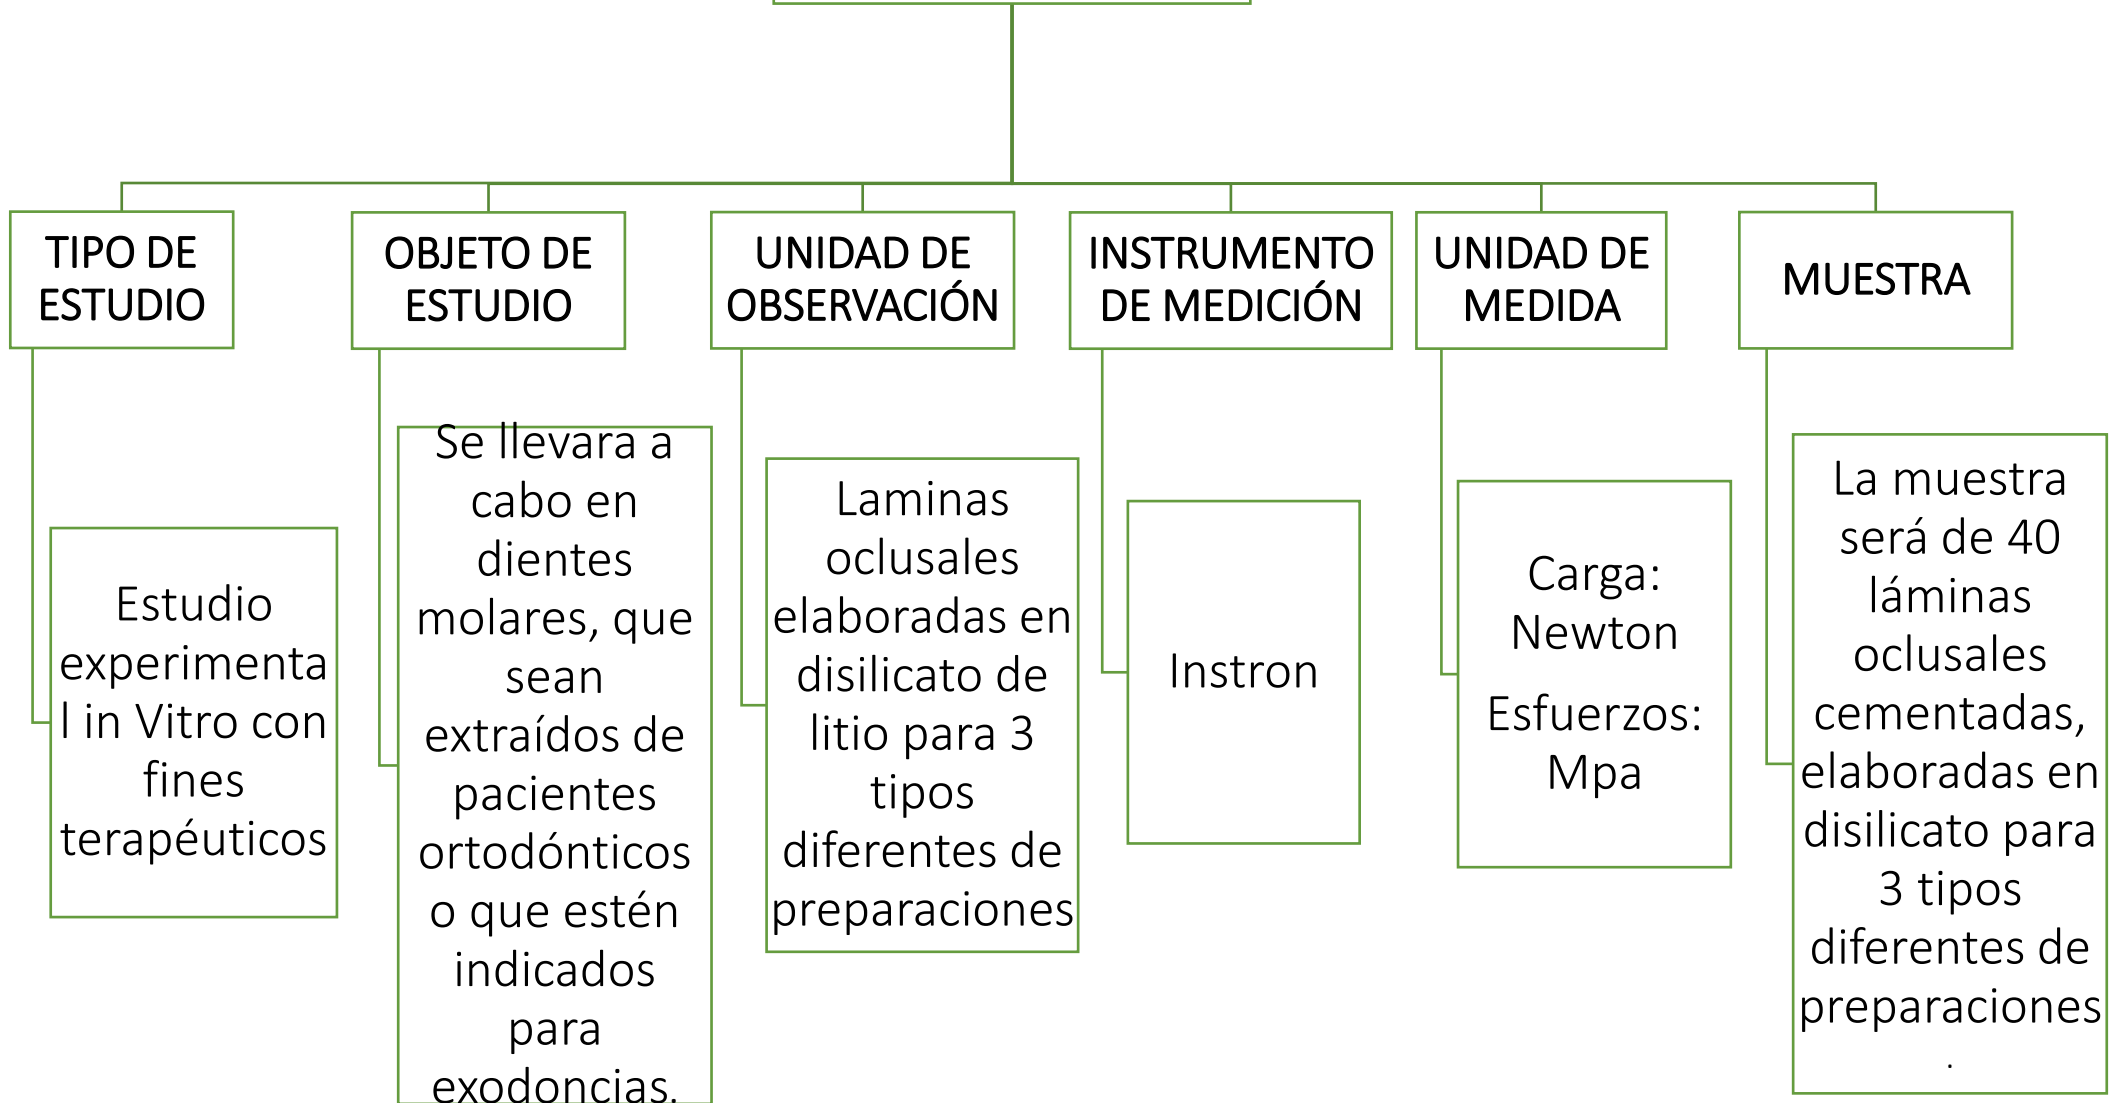 TIPO DE
ESTUDIO
Estudio
experimenta
l in Vitro con
fines
terapéuticos
OBJETO DE
ESTUDIO
Se llevara a
cabo en
dientes
molares, que
sean
extraídos de
pacientes
ortodónticos
o que estén
indicados
para
exodoncias.
UNIDAD DE
OBSERVACIÓN
Laminas
oclusales
elaboradas en
disilicato de
litio para 3
tipos
diferentes de
preparaciones
INSTRUMENTO
DE MEDICIÓN
Instron
UNIDAD DE
MEDIDA
Carga:
Newton
Esfuerzos:
Mpa
MUESTRA
La muestra
será de 40
láminas
oclusales
cementadas,
elaboradas en
disilicato para
3 tipos
diferentes de
preparaciones
.